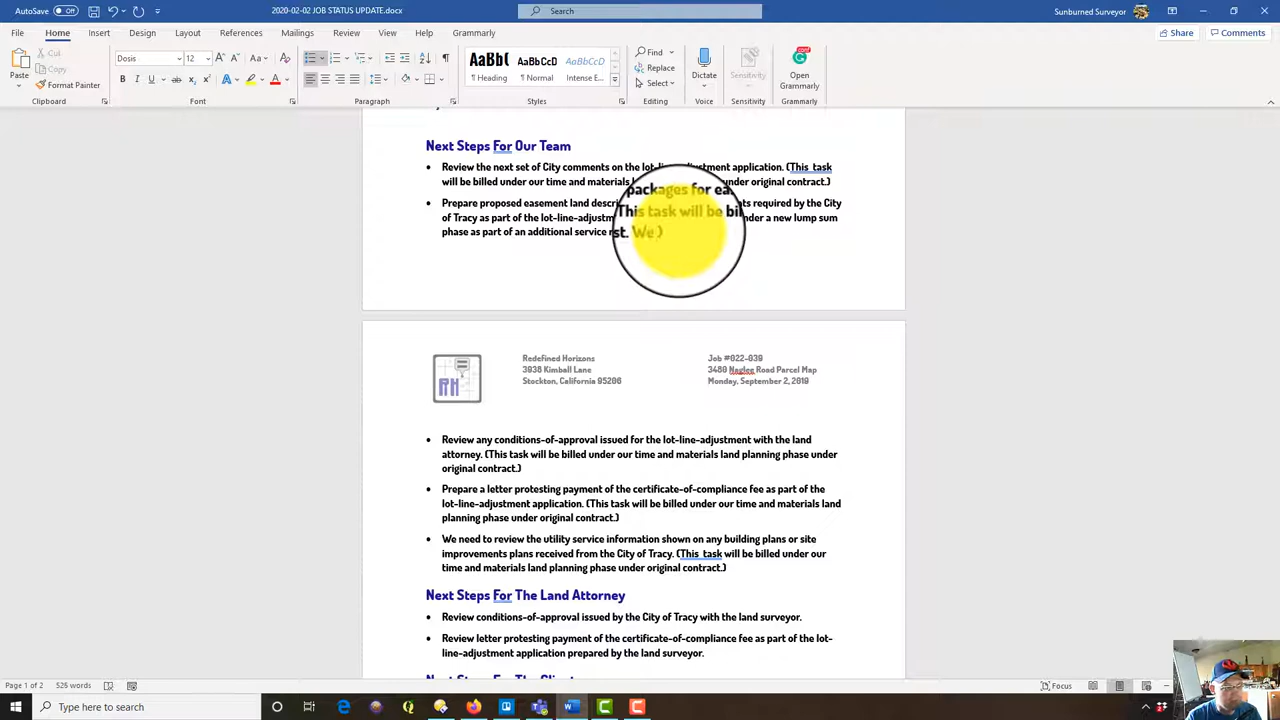 AutoSave Off
2020-02-02 JOB STATUS UPDATE.docx
Search
Sunburned Surveyor
File Home Insert Design Layout References Mailings Review View Help Grammarly
Share Comments
Paste
Cut
Copy
Format Painter
Clipboard
Dosis 12
Font
Paragraph
AaBb( AaBbCcD AaBbCcD
¶ Heading ¶ Normal Intense E...
Styles
Find
Replace
Select
Editing
Dictate
Voice
Sensitivity
Sensitivity
Open
Grammarly
Grammarly
Next Steps For Our Team
Review the next set of City comments on the lot-line-adjustment application. (This task
will be billed under our time and materials under original contract.)
Prepare proposed easement land required by the City
of Tracy as part of the lot-line-adjustm under a new lump sum
phase as part of an additional service
packages for ea
This task will be bil
st. We )
Redefined Horizons
3938 Kimball Lane
Stockton, California 95206
Job #022-039
3480 Naglee Road Parcel Map
Monday, September 2, 2019
Review any conditions-of-approval issued for the lot-line-adjustment with the land
attorney. (This task will be billed under our time and materials land planning phase under
original contract.)
Prepare a letter protesting payment of the certificate-of-compliance fee as part of the
lot-line-adjustment application. (This task will be billed under our time and materials land
planning phase under original contract.)
We need to review the utility service information shown on any building plans or site
improvements plans received from the City of Tracy. (This task will be billed under our
time and materials land planning phase under original contract.)
Next Steps For The Land Attorney
Review conditions-of-approval issued by the City of Tracy with the land surveyor.
Review letter protesting payment of the certificate-of-compliance fee as part of the lot-
line-adjustment application prepared by the land surveyor.
Page 1 of 2 526 words
Focus
Type here to search